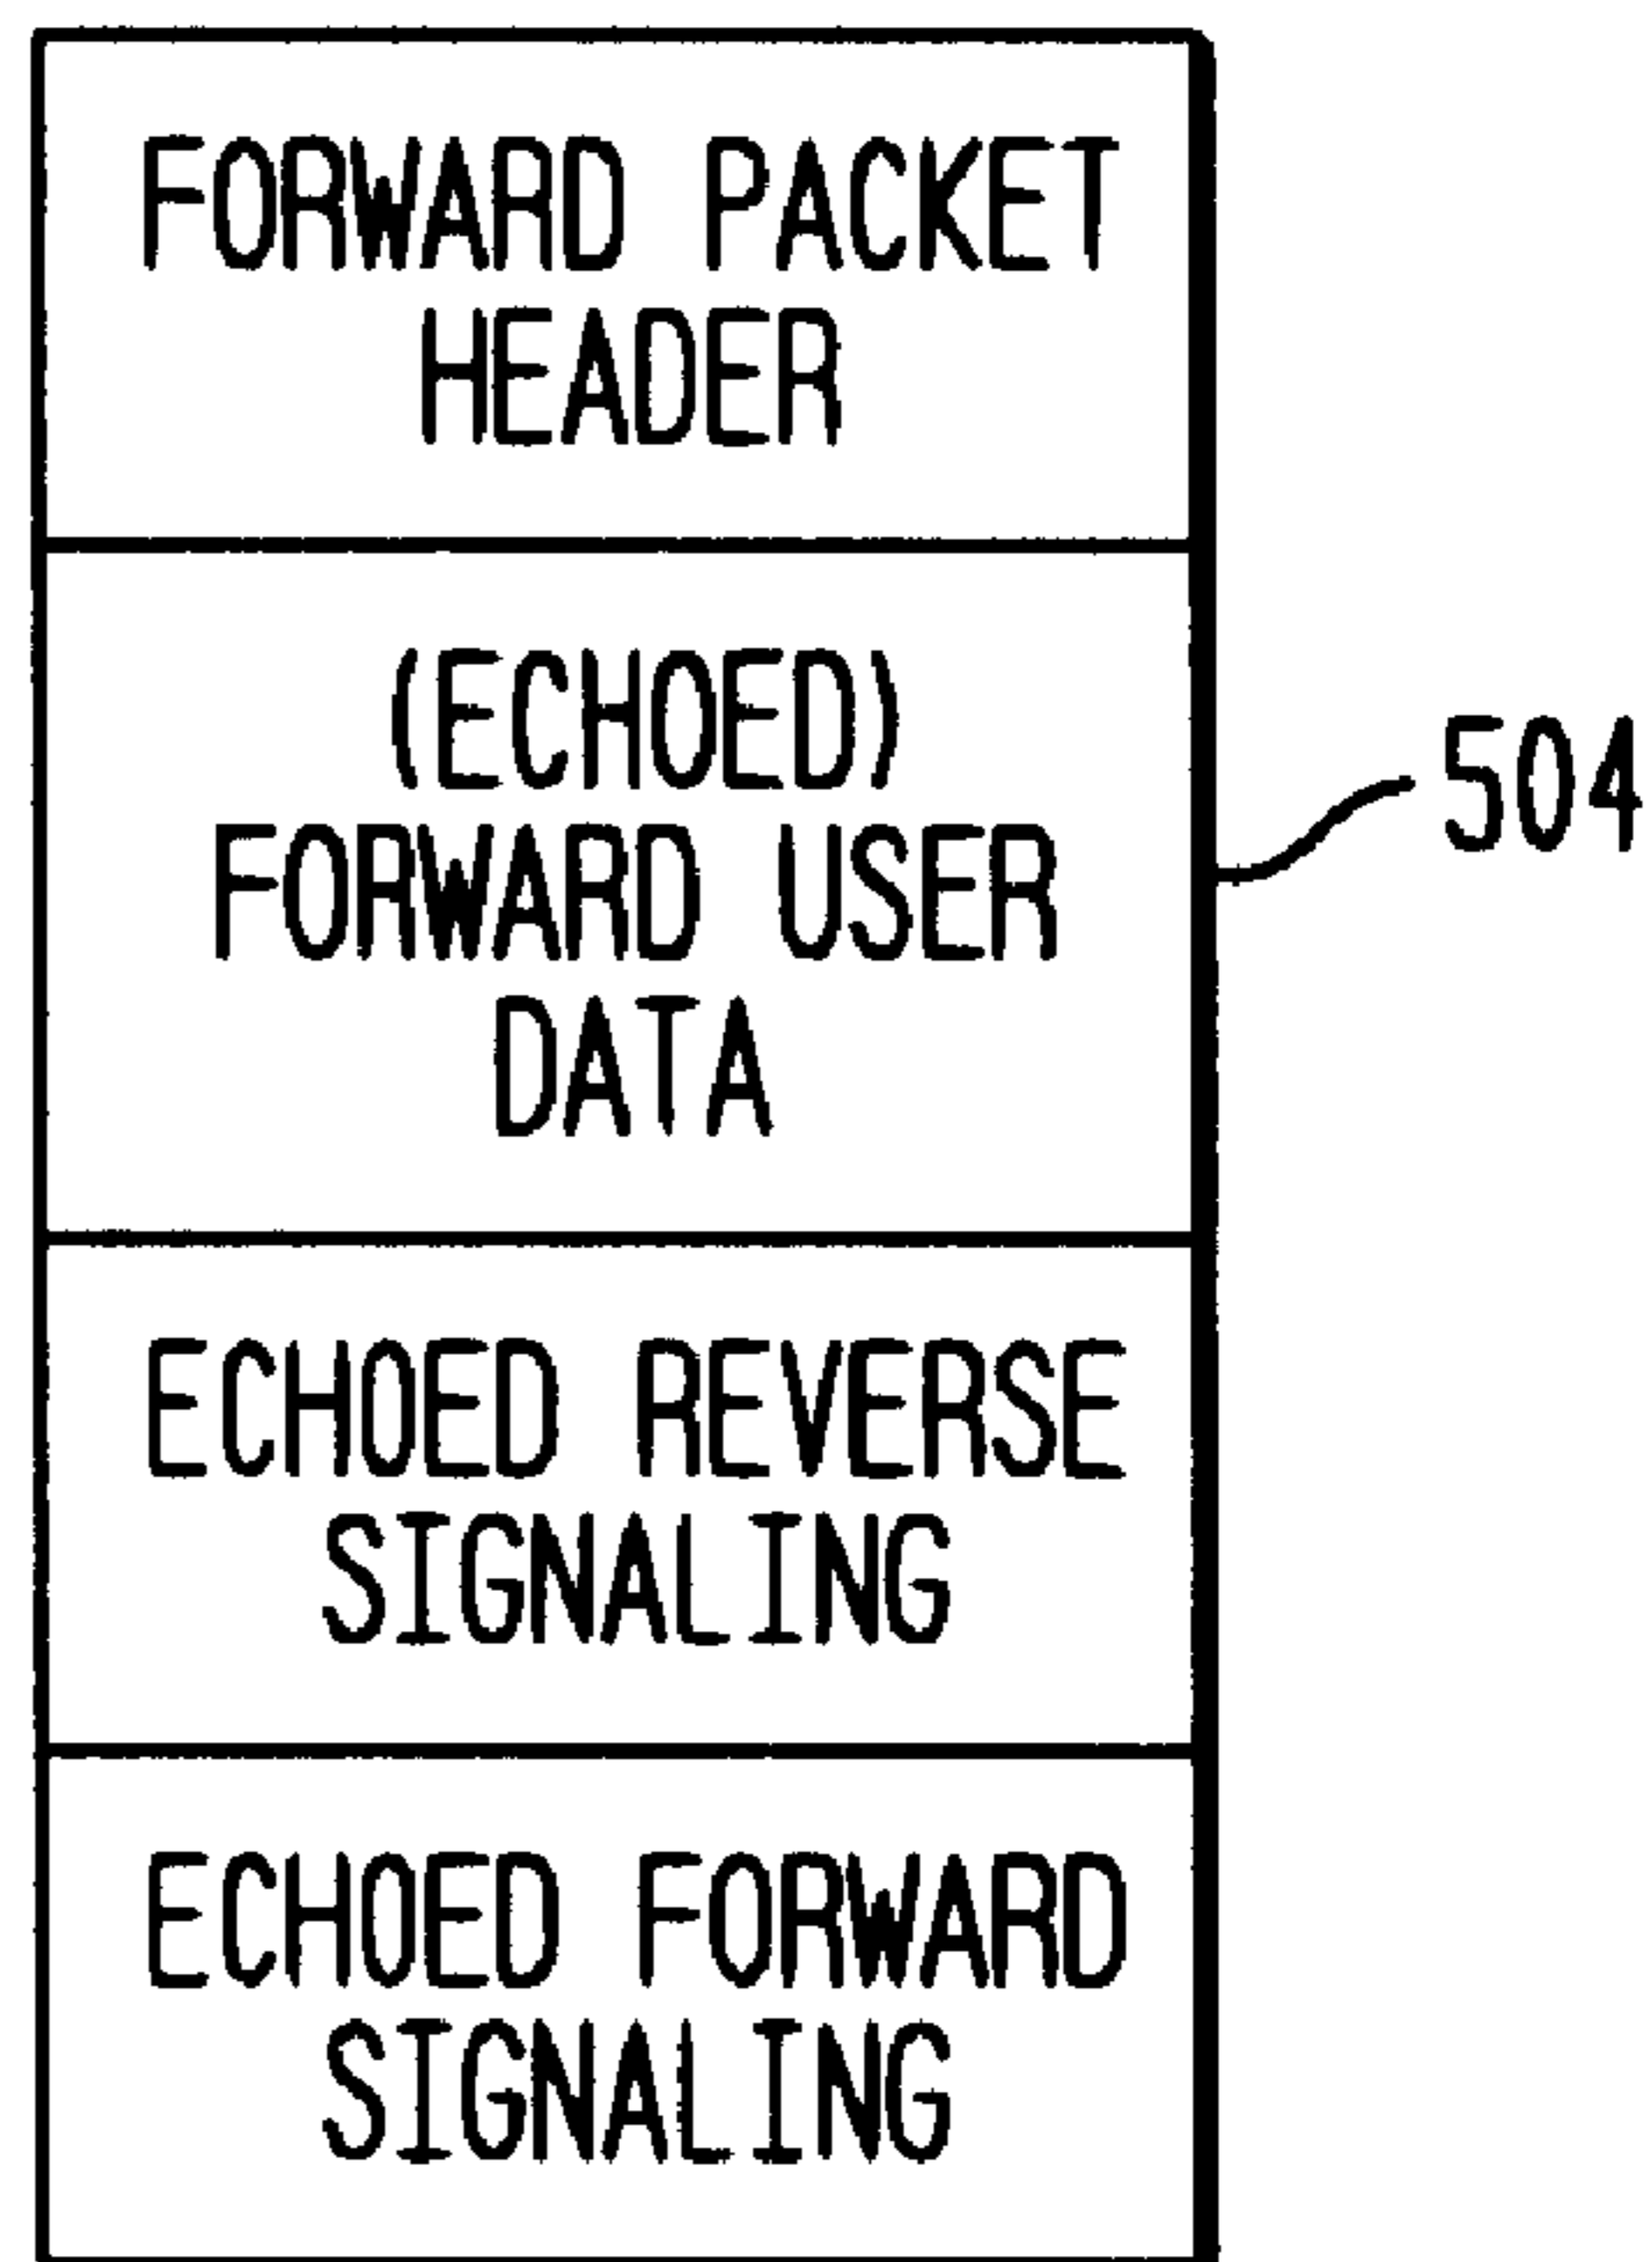 FORWARD PACKET
HEADER
(ECHOED)
FORWARD USER
DATA
504
ECHOED REVERSE
SIGNALING
ECHOED FORWARD
SIGNALING